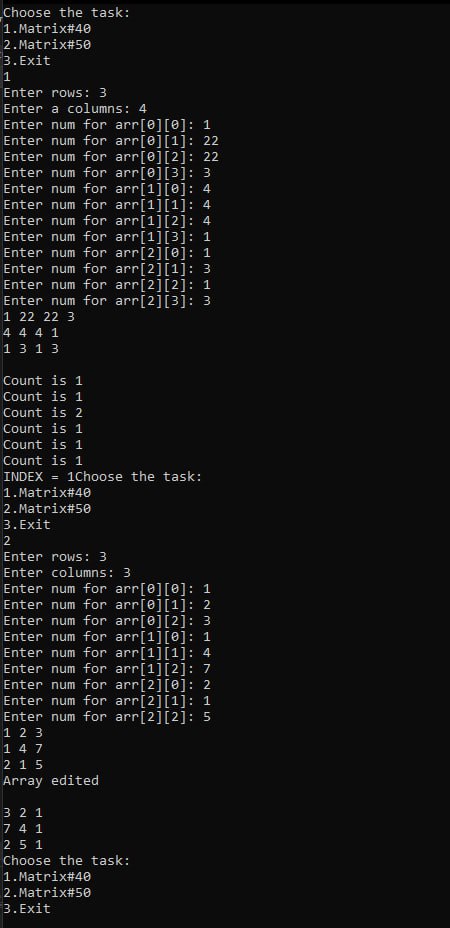 Choose the task:
1.Matrix#40
2.Matrix#50
3.Exit
1
Enter rows: 3
Enter a columns: 4
Enter num for arr[0][0]: 1
Enter num for arr[0][1]: 22
Enter num for arr[0][2]: 22
Enter num for arr[0][3]: 3
Enter num for arr[1][0]: 4
Enter num for arr[1][1]: 4
Enter num for arr[1][2]: 4
Enter num for arr[1][3]: 1
Enter num for arr[2][0]: 1
Enter num for arr[2][1]: 3
Enter num for arr[2][2]: 1
Enter num for arr[2][3]: 3
1 22 22 3
4 4 4 1
1 3 1 3

Count is 1
Count is 1
Count is 2
Count is 1
Count is 1
Count is 1
INDEX = 1Choose the task:
1.Matrix#40
2.Matrix#50
3.Exit
2
Enter rows: 3
Enter columns: 3
Enter num for arr[0][0]: 1
Enter num for arr[0][1]: 2
Enter num for arr[0][2]: 3
Enter num for arr[1][0]: 1
Enter num for arr[1][1]: 4
Enter num for arr[1][2]: 7
Enter num for arr[2][0]: 2
Enter num for arr[2][1]: 1
Enter num for arr[2][2]: 5
1 2 3
1 4 7
2 1 5
Array edited

3 2 1
7 4 1
2 5 1
Choose the task:
1.Matrix#40
2.Matrix#50
3.Exit